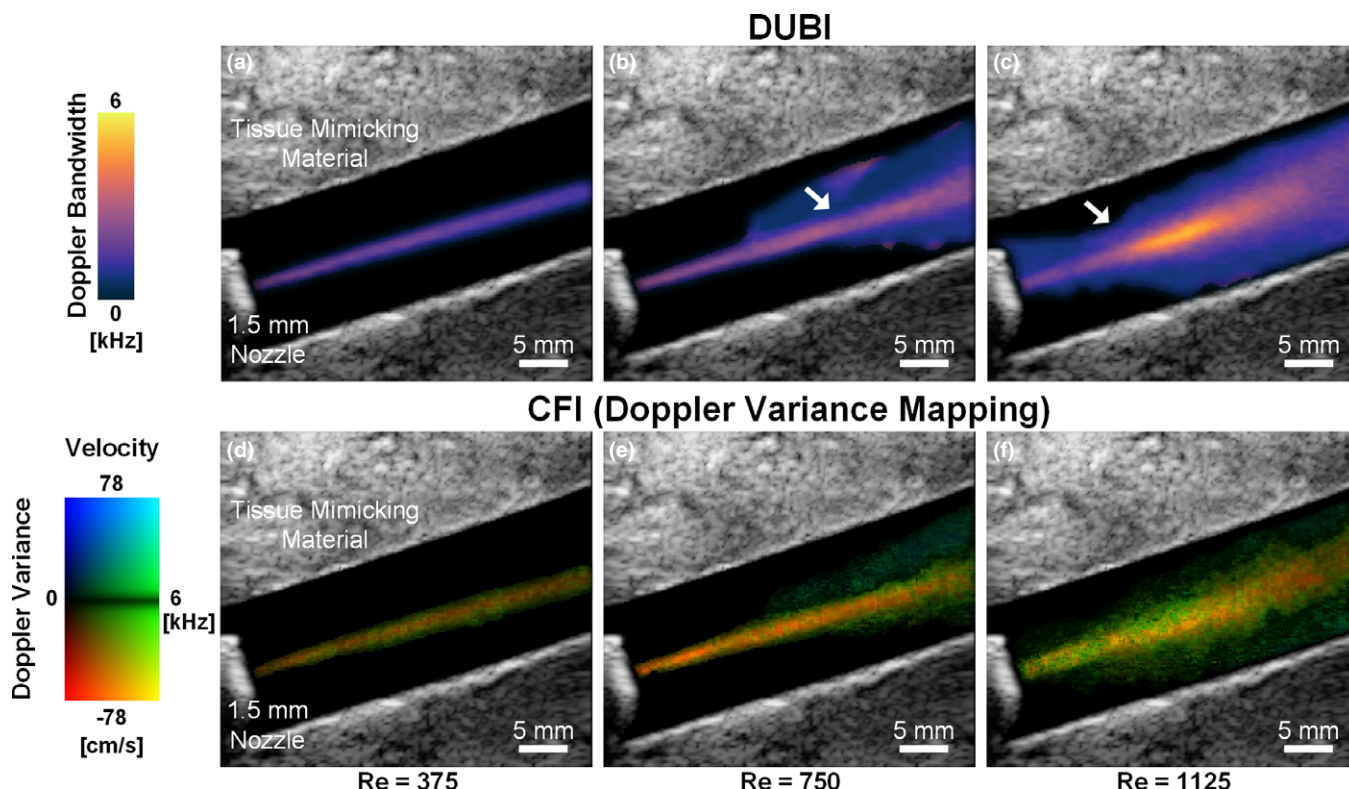 DUBI
(a)
(b)
(c)
6
Doppler Bandwidth
0
[kHz]
Tissue Mimicking
Material
1.5 mm
Nozzle
5 mm
5 mm
5 mm
CFI (Doppler Variance Mapping)
(d)
(e)
(f)
Velocity
78
Doppler Variance
0
6
[kHz]
-78
[cm/s]
Tissue Mimicking
Material
1.5 mm
Nozzle
5 mm
5 mm
5 mm
Re = 375
Re = 750
Re = 1125